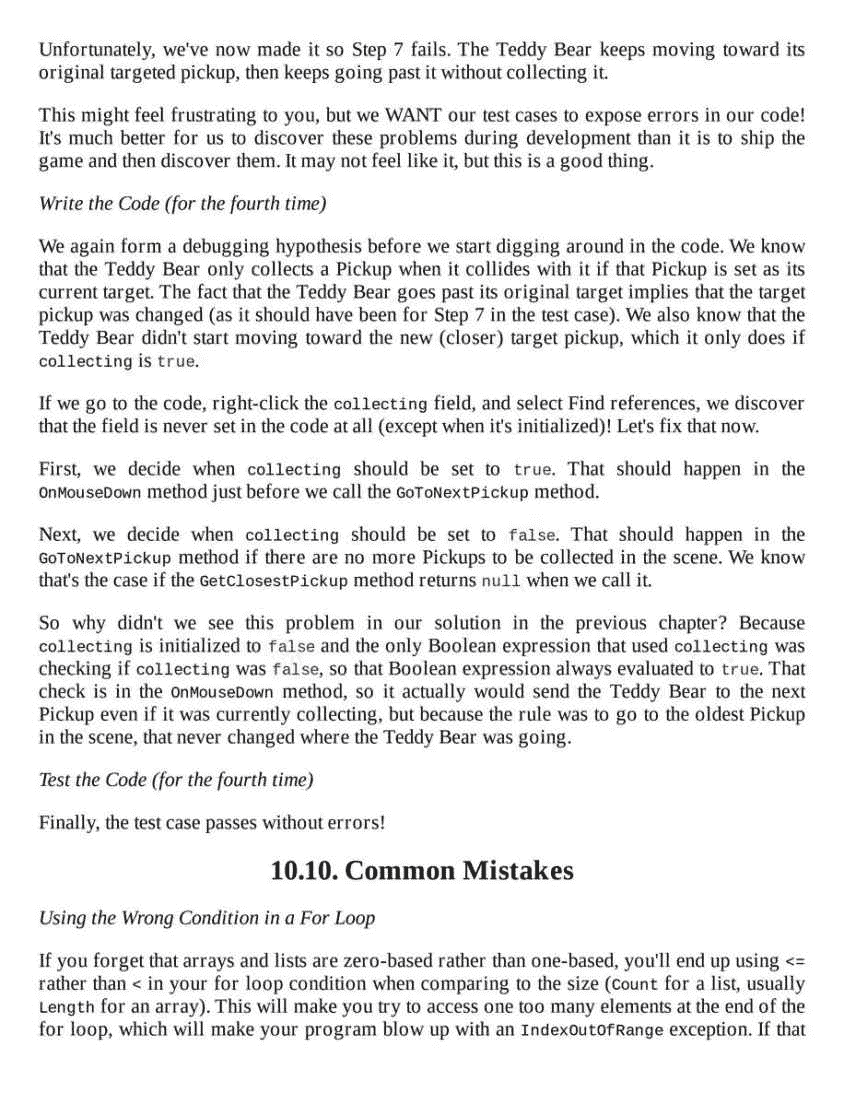 Unfortunately, we've now made it so Step 7 fails. The Teddy Bear keeps moving toward its
original targeted pickup, then keeps going past it without collecting it.
This might feel frustrating to you, but we WANT our test cases to expose errors in our code!
It's much better for us to discover these problems during development than it is to ship the
game and then discover them. It may not feel like it, but this is a good thing.
Write the Code (for the fourth time)
We again form a debugging hypothesis before we start digging around in the code. We know
that the Teddy Bear only collects a Pickup when it collides with it if that Pickup is set as its
current target. The fact that the Teddy Bear goes past its original target implies that the target
pickup was changed (as it should have been for Step 7 in the test case). We also know that the
Teddy Bear didn't start moving toward the new (closer) target pickup, which it only does if
collecting is true.
If we go to the code, right-click the collecting field, and select Find references, we discover
that the field is never set in the code at all (except when it's initialized)! Let's fix that now.
First, we decide when collecting should be set to true. That should happen in the
OnMouseDown method just before we call the GoToNextPickup method.
Next, we decide when collecting should be set to false. That should happen in the
GoToNextPickup method if there are no more Pickups to be collected in the scene. We know
that's the case if the GetClosestPickup method returns null when we call it.
So why didn't we see this problem in our solution in the previous chapter? Because
collecting is initialized to false and the only Boolean expression that used collecting was
checking if collecting was false, so that Boolean expression always evaluated to true. That
check is in the OnMouseDown method, so it actually would send the Teddy Bear to the next
Pickup even if it was currently collecting, but because the rule was to go to the oldest Pickup
in the scene, that never changed where the Teddy Bear was going.
Test the Code (for the fourth time)
Finally, the test case passes without errors!
10.10. Common Mistakes
Using the Wrong Condition in a For Loop
If you forget that arrays and lists are zero-based rather than one-based, you'll end up using <=
rather than < in your for loop condition when comparing to the size (Count for a list, usually
Length for an array). This will make you try to access one too many elements at the end of the
for loop, which will make your program blow up with an IndexOutOfRange exception. If that